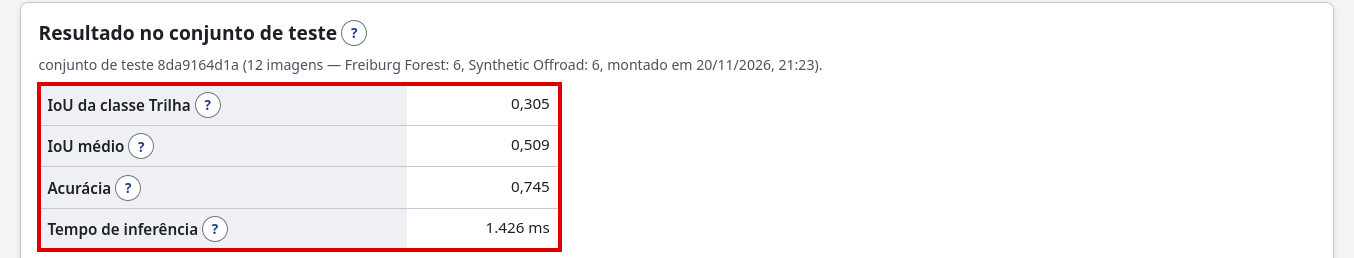 Resultado no conjunto de teste ?
conjunto de teste 8da9164d1a (12 imagens — Freiburg Forest: 6, Synthetic Offroad: 6, montado em 20/11/2026, 21:23).
IoU da classe Trilha ? 0,305
IoU médio ? 0,509
Acurácia ? 0,745
Tempo de inferência ? 1.426 ms